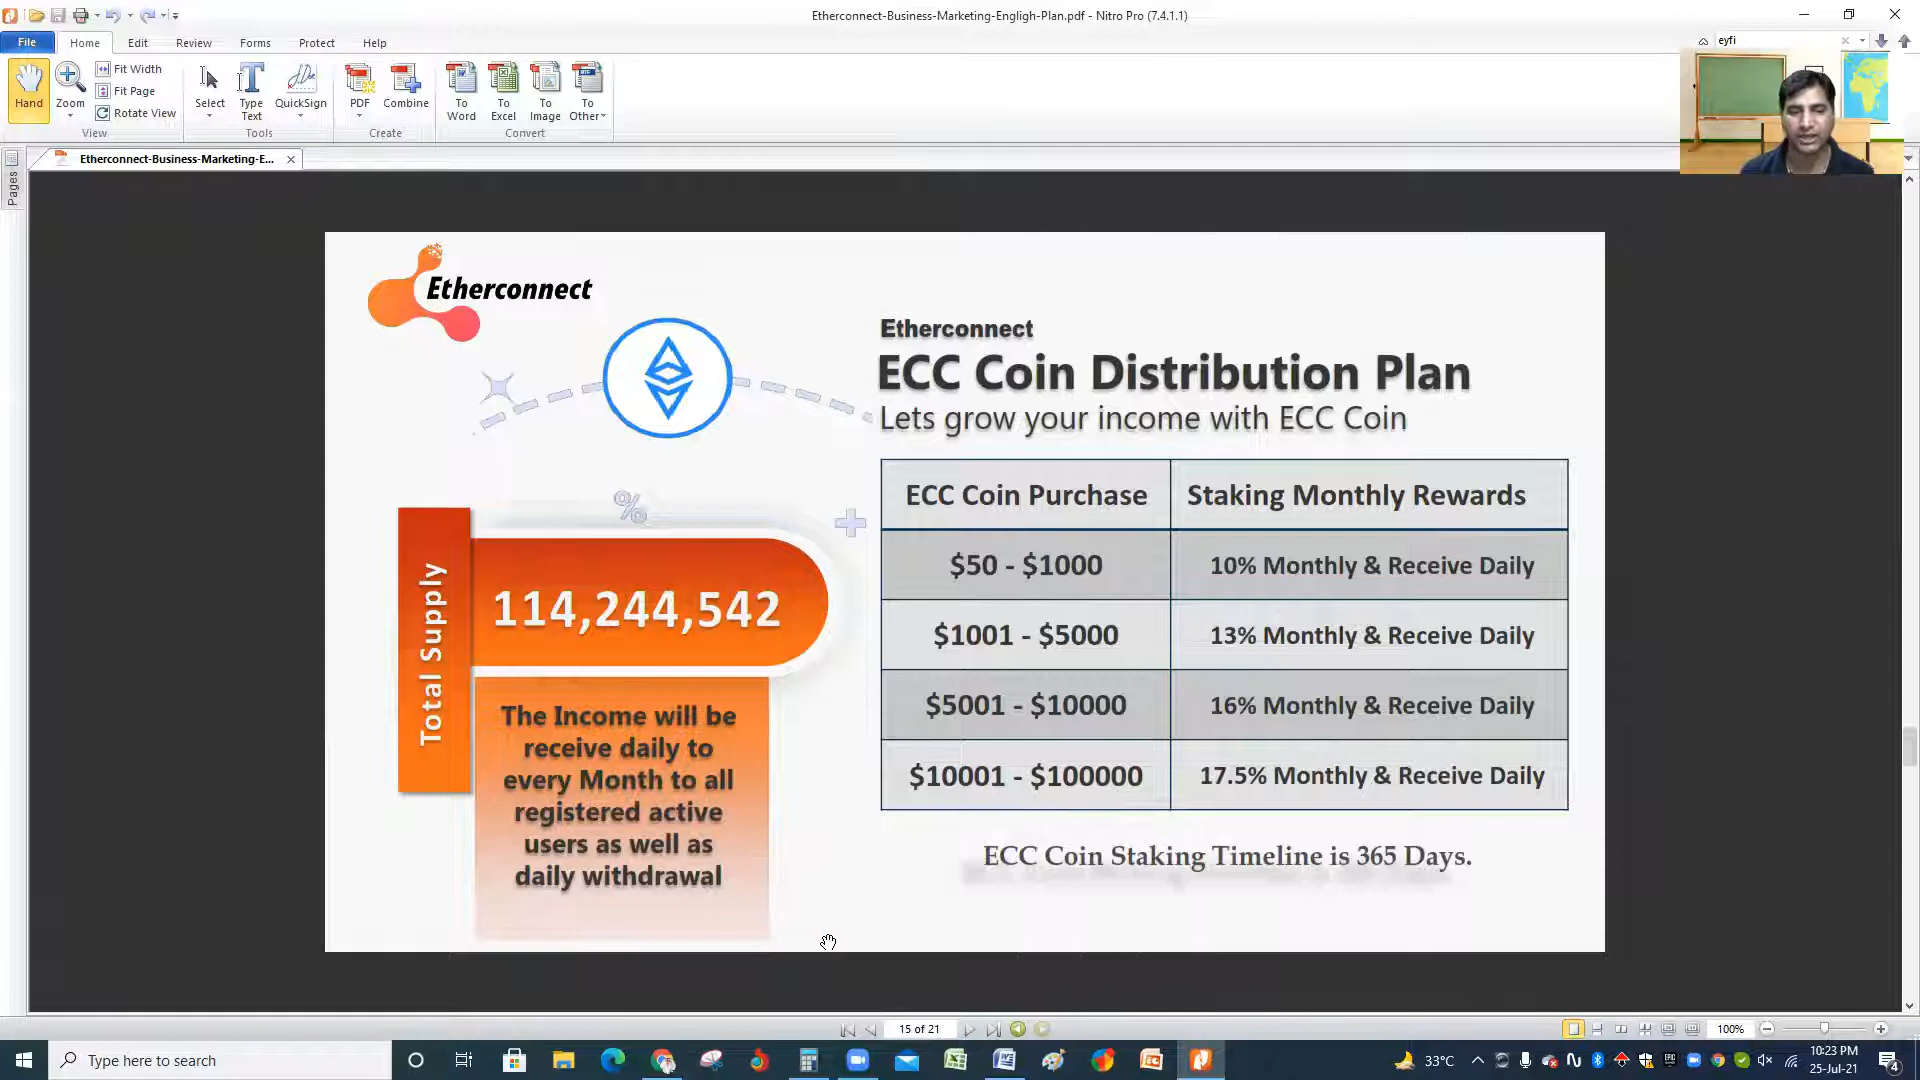 Etherconnect-Business-Marketing-Engligh-Plan.pdf - Nitro Pro (7.4.1.1)
File Home Edit Review Forms Protect Help
eyfi
Hand
Zoom
Fit Width
Fit Page
Rotate View
View
Select
Type Text
QuickSign
Tools
PDF
Combine
Create
To Word
To Excel
To Image
To Other
Convert
Etherconnect-Business-Marketing-E...
Pages
Etherconnect
Etherconnect
ECC Coin Distribution Plan
Lets grow your income with ECC Coin
%
Total Supply
114,244,542
The Income will be
receive daily to
every Month to all
registered active
users as well as
daily withdrawal
ECC Coin Purchase Staking Monthly Rewards
$50 - $1000 10% Monthly & Receive Daily
$1001 - $5000 13% Monthly & Receive Daily
$5001 - $10000 16% Monthly & Receive Daily
$10001 - $100000 17.5% Monthly & Receive Daily
ECC Coin Staking Timeline is 365 Days.
15 of 21
100%
Type here to search
33°C
10:23 PM
25-Jul-21
4